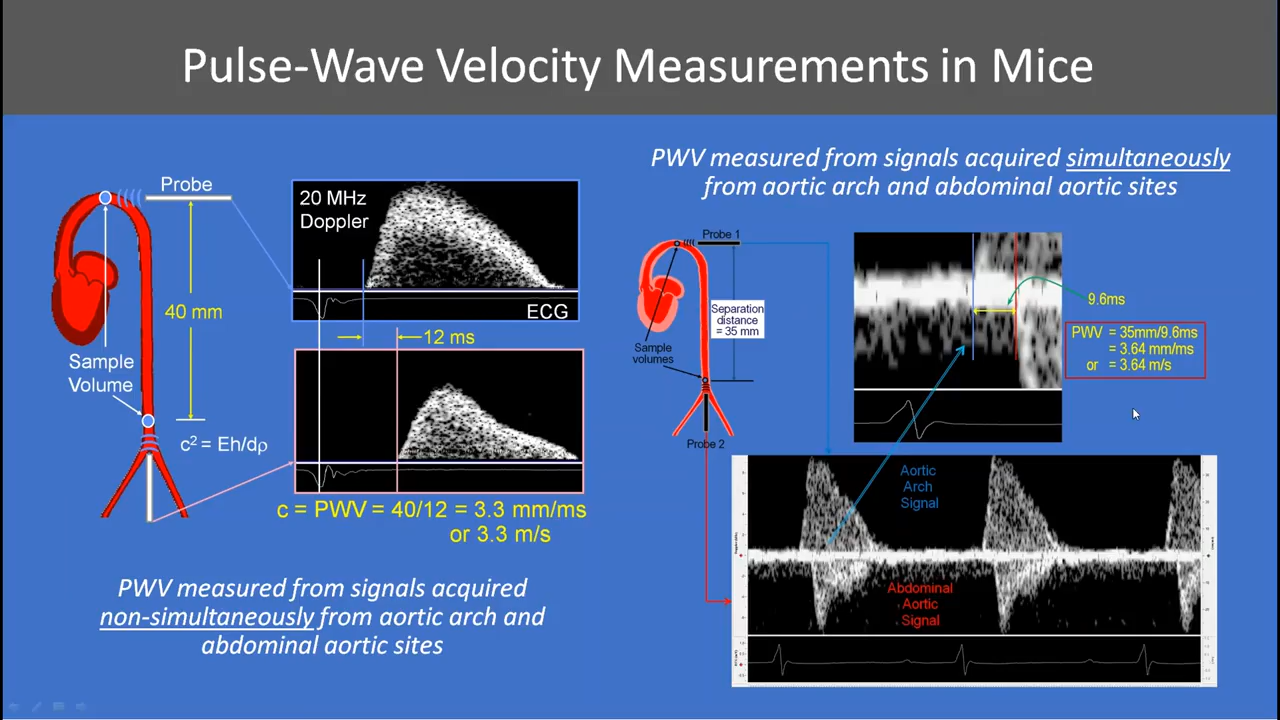 Pulse-Wave Velocity Measurements in Mice
Probe
40 mm
Sample
Volume
c² = Eh/dρ
20 MHz
Doppler
ECG
12 ms
c = PWV = 40/12 = 3.3 mm/ms
or 3.3 m/s
PWV measured from signals acquired
non-simultaneously from aortic arch and
abdominal aortic sites
PWV measured from signals acquired simultaneously
from aortic arch and abdominal aortic sites
Probe 1
Separation
distance
= 35 mm
Sample
volumes
Probe 2
9.6ms
PWV = 35mm/9.6ms
= 3.64 mm/ms
or = 3.64 m/s
Aortic
Arch
Signal
Abdominal
Aortic
Signal